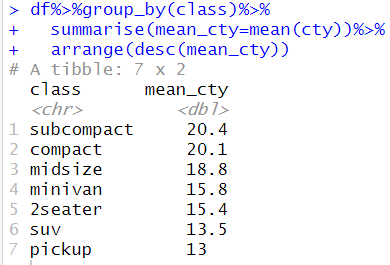 > df%>%group_by(class)%>%
+   summarise(mean_cty=mean(cty))%>%
+   arrange(desc(mean_cty))
# A tibble: 7 x 2
  class      mean_cty
  <chr>         <dbl>
1 subcompact     20.4
2 compact        20.1
3 midsize        18.8
4 minivan        15.8
5 2seater        15.4
6 suv            13.5
7 pickup         13